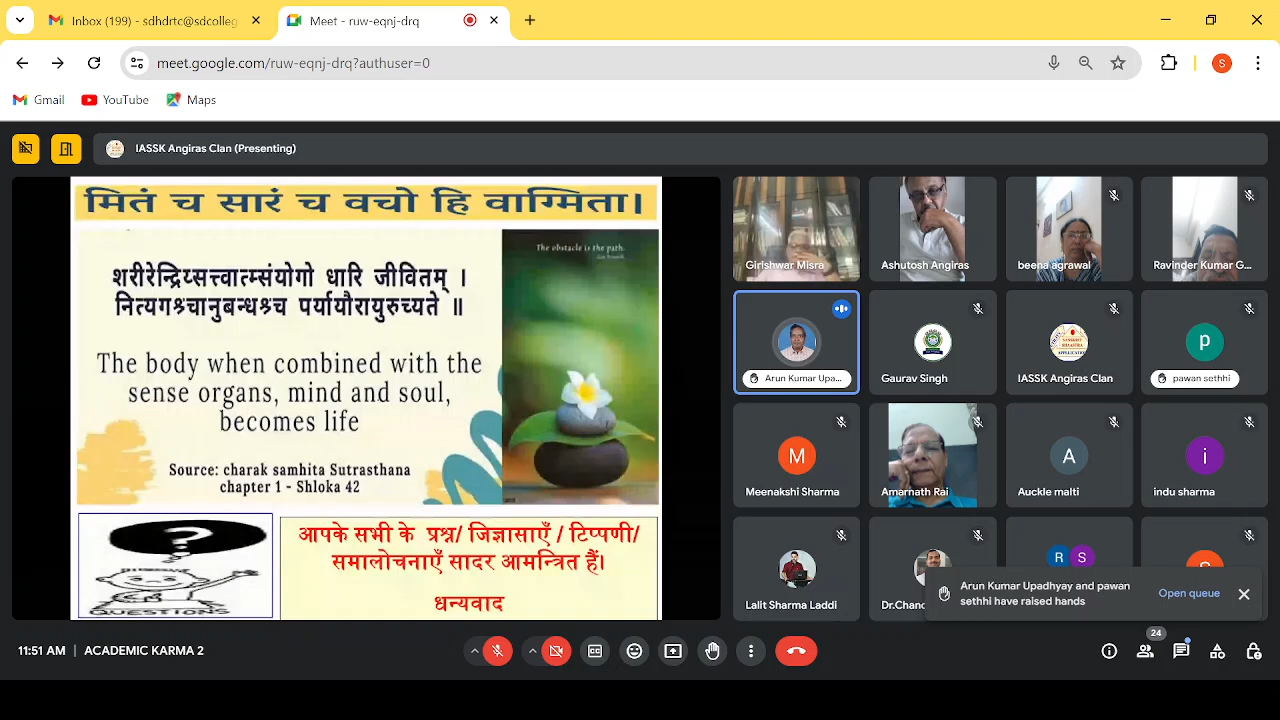 Inbox (199) - sdhdrtc@sdcolleg
Meet - ruw-eqnj-drq
meet.google.com/ruw-eqnj-drq?authuser=0
Gmail
YouTube
Maps
IASSK Angiras Clan (Presenting)
मितं च सारं च वचो हि वाग्मिता।
The obstacle is the path.
शरीरेन्द्रियसत्त्वात्मसंयोगो धारि जीवितम् ।
नित्यगश्चानुबन्धश्च पर्यायैरायुरुच्यते ॥
The body when combined with the
sense organs, mind and soul,
becomes life
Source: charak samhita Sutrasthana
chapter 1 - Shloka 42
?
QUESTIONS
आपके सभी के प्रश्न/ जिज्ञासाएँ / टिप्पणी/
समालोचनाएँ सादर आमन्त्रित हैं।
धन्यवाद
Girishwar Misra
Ashutosh Angiras
beena agrawal
Ravinder Kumar G...
Arun Kumar Upa...
Gaurav Singh
IASSK Angiras Clan
p
pawan sethhi
M
Meenakshi Sharma
Amarnath Rai
A
Auckle malti
i
indu sharma
Lalit Sharma Laddi
Dr.Chand
R S
Arun Kumar Upadhyay and pawan
sethhi have raised hands
Open queue
11:51 AM | ACADEMIC KARMA 2
24